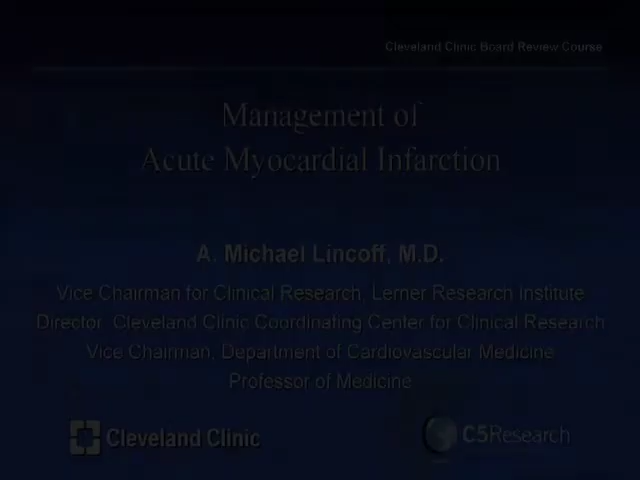 Cleveland Clinic Board Review Course
Management of
Acute Myocardial Infarction
A. Michael Lincoff, M.D.
Vice Chairman for Clinical Research, Lerner Research Institute
Director, Cleveland Clinic Coordinating Center for Clinical Research
Vice Chairman, Department of Cardiovascular Medicine
Professor of Medicine
Cleveland Clinic
C5Research